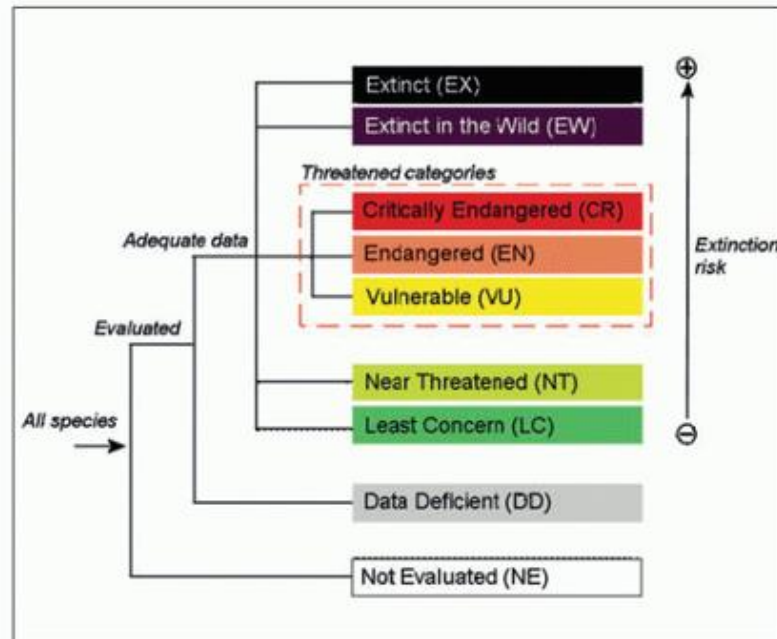 Extinct (EX)
Extinct in the Wild (EW)
Threatened categories
Critically Endangered (CR)
Adequate data
Endangered (EN)
Extinction
risk
Vulnerable (VU)
Evaluated
Near Threatened (NT)
All species
Least Concern (LC)
Data Deficient (DD)
Not Evaluated (NE)